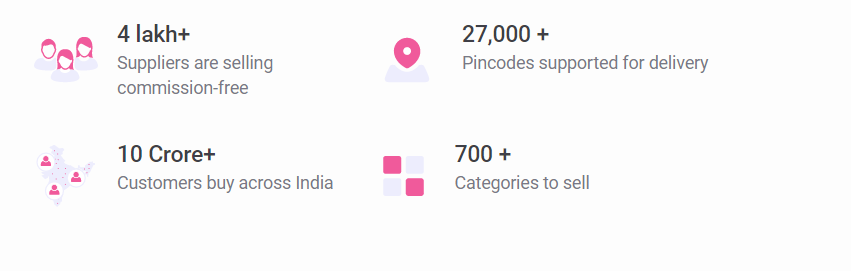 4 lakh+
Suppliers are selling
commission-free
27,000 +
Pincodes supported for delivery
10 Crore+
Customers buy across India
700 +
Categories to sell